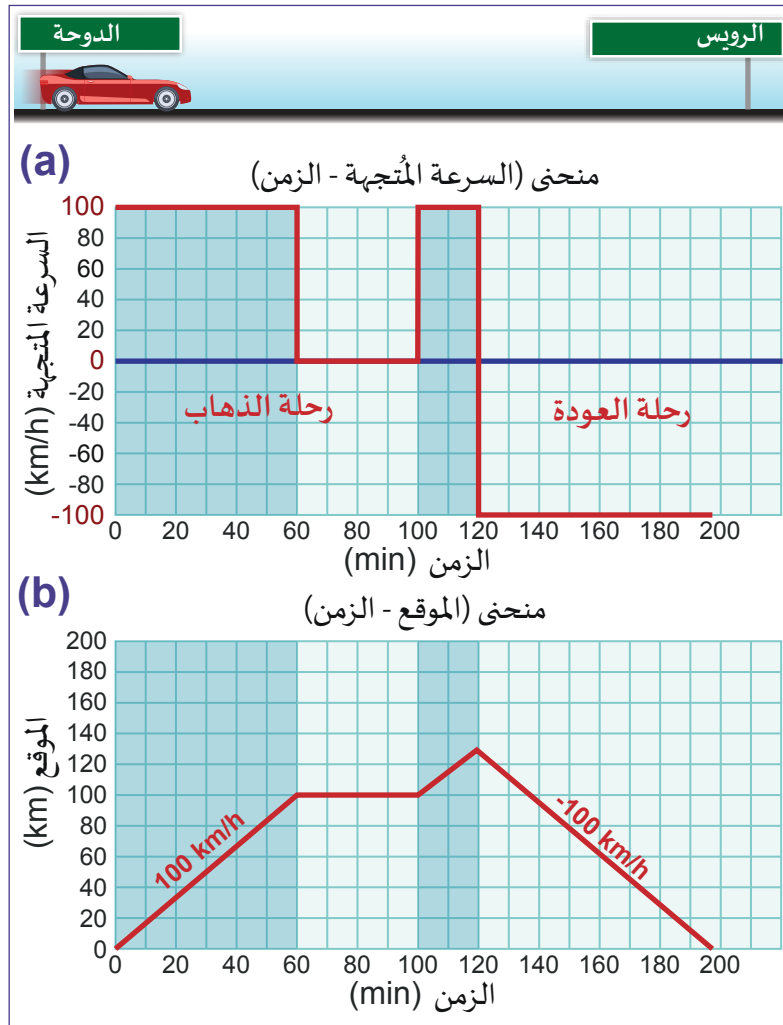 الدوحة
الرويس
(a)
منحنى (السرعة المُتجهة - الزمن)
السرعة المتجهة (km/h)
100
80
60
40
20
0
-20
-40
-60
-80
-100
رحلة الذهاب
رحلة العودة
0 20 40 60 80 100 120 140 160 180 200
الزمن (min)
(b)
منحنى (الموقع - الزمن)
الموقع (km)
200
180
160
140
120
100
80
60
40
20
0
100 km/h
-100 km/h
0 20 40 60 80 100 120 140 160 180 200
الزمن (min)